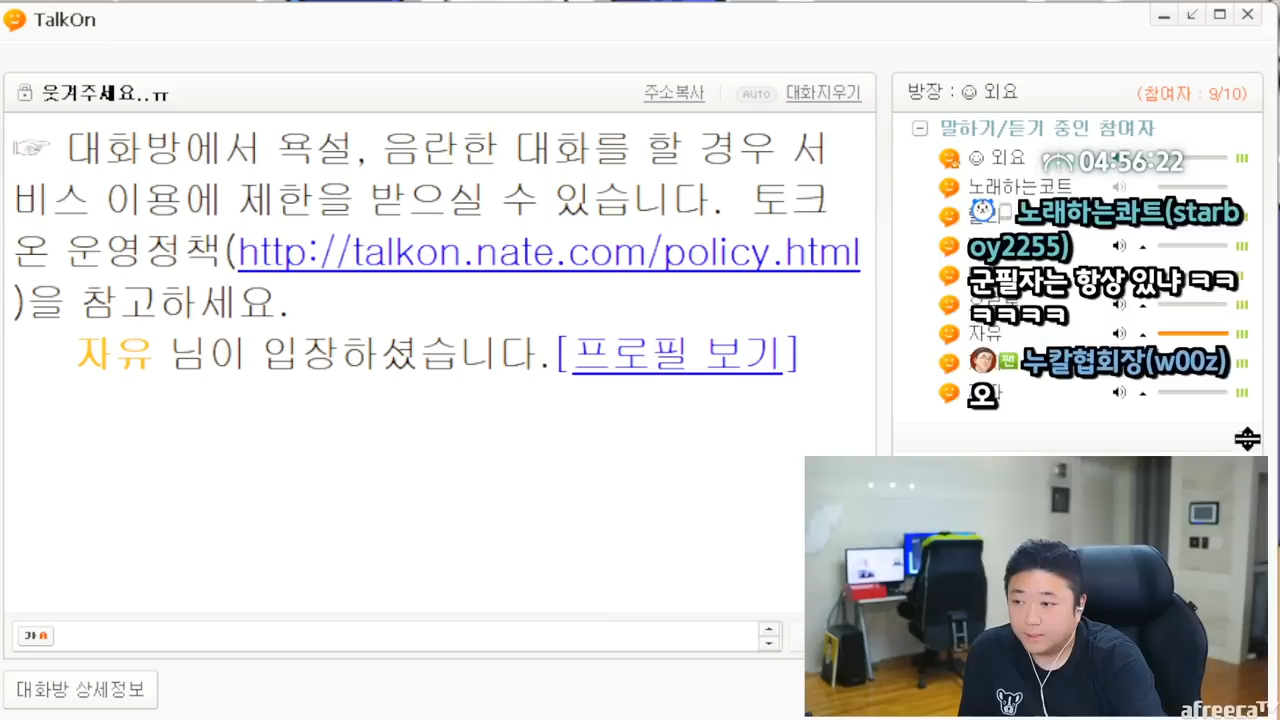 TalkOn
웃겨주세요..ㅠ
주소복사
AUTO
대화지우기
☞ 대화방에서 욕설, 음란한 대화를 할 경우 서
비스 이용에 제한을 받으실 수 있습니다. 토크
온 운영정책(http://talkon.nate.com/policy.html
)을 참고하세요.
자유 님이 입장하셨습니다.[프로필 보기]
가
대화방 상세정보
방장 : ☺ 외요
(참여자 : 9/10)
말하기/듣기 중인 참여자
☺ 외요
04:56:22
노래하는코트
노래하는콰트(starb
oy2255)
군필자는 항상 있냐 ㅋㅋ
ㅋㅋㅋㅋ
자유
팬
누칼협회장(w00z)
오
afreecaTV